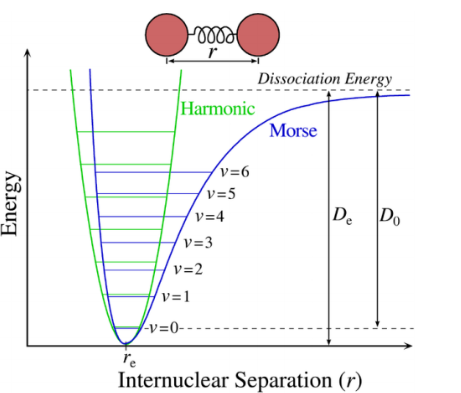 r
Dissociation Energy
Harmonic
Morse
Energy
v=6
v=5
v=4
v=3
v=2
v=1
v=0
De
D0
re
Internuclear Separation (r)